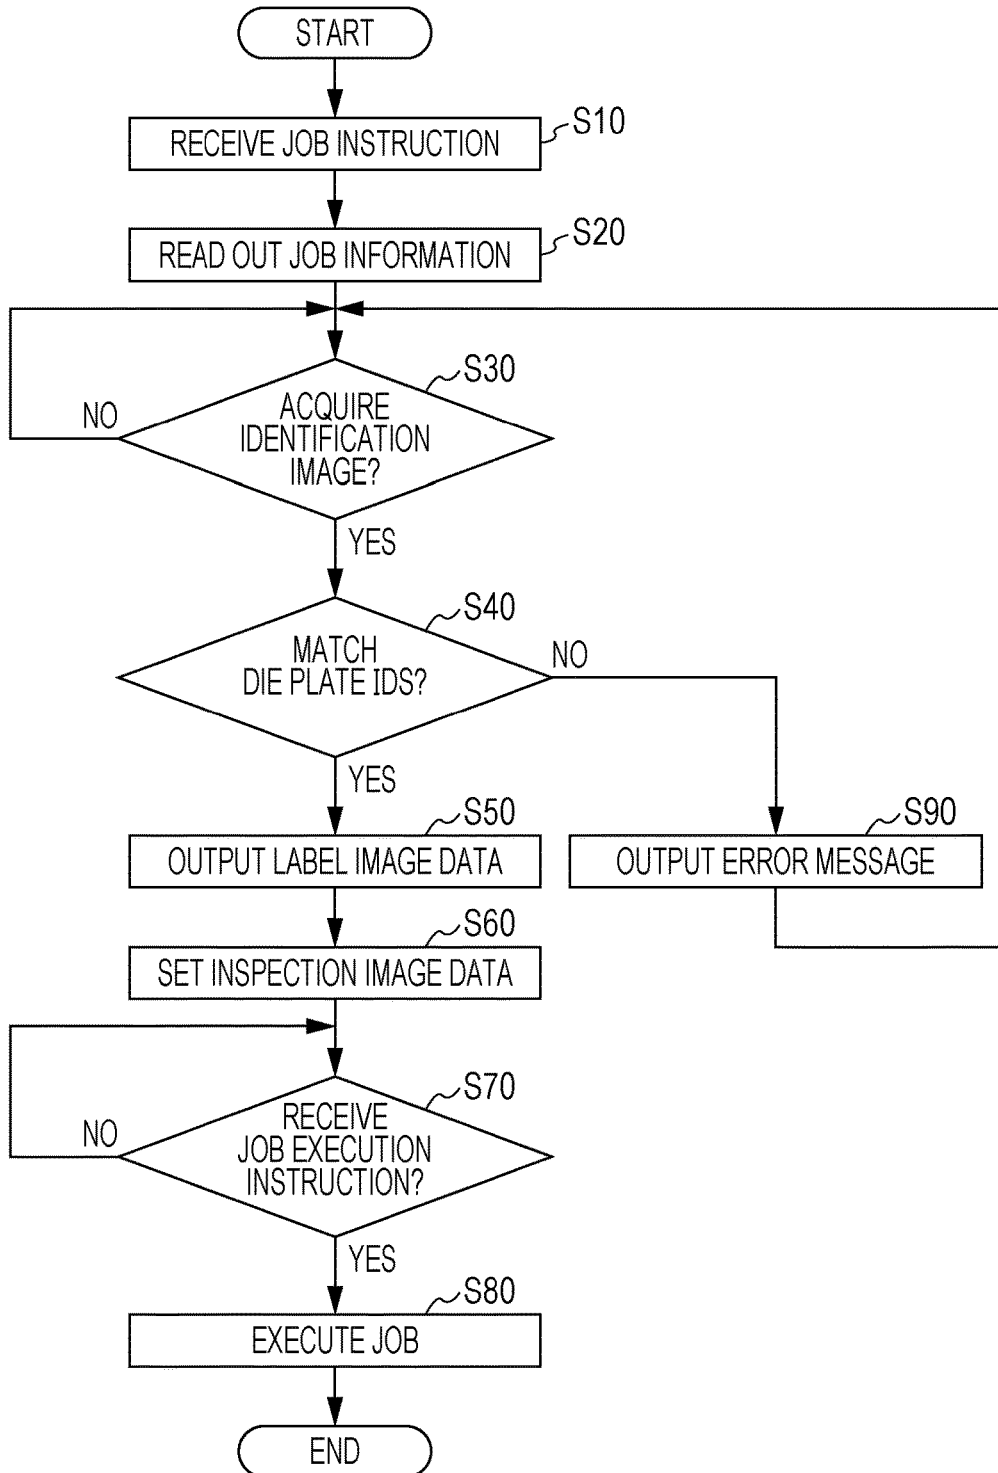 START
S10
RECEIVE JOB INSTRUCTION
S20
READ OUT JOB INFORMATION
S30
ACQUIRE
IDENTIFICATION
IMAGE?
NO
YES
S40
MATCH
DIE PLATE IDS?
NO
YES
S50
OUTPUT LABEL IMAGE DATA
S90
OUTPUT ERROR MESSAGE
S60
SET INSPECTION IMAGE DATA
S70
RECEIVE
JOB EXECUTION
INSTRUCTION?
NO
YES
S80
EXECUTE JOB
END